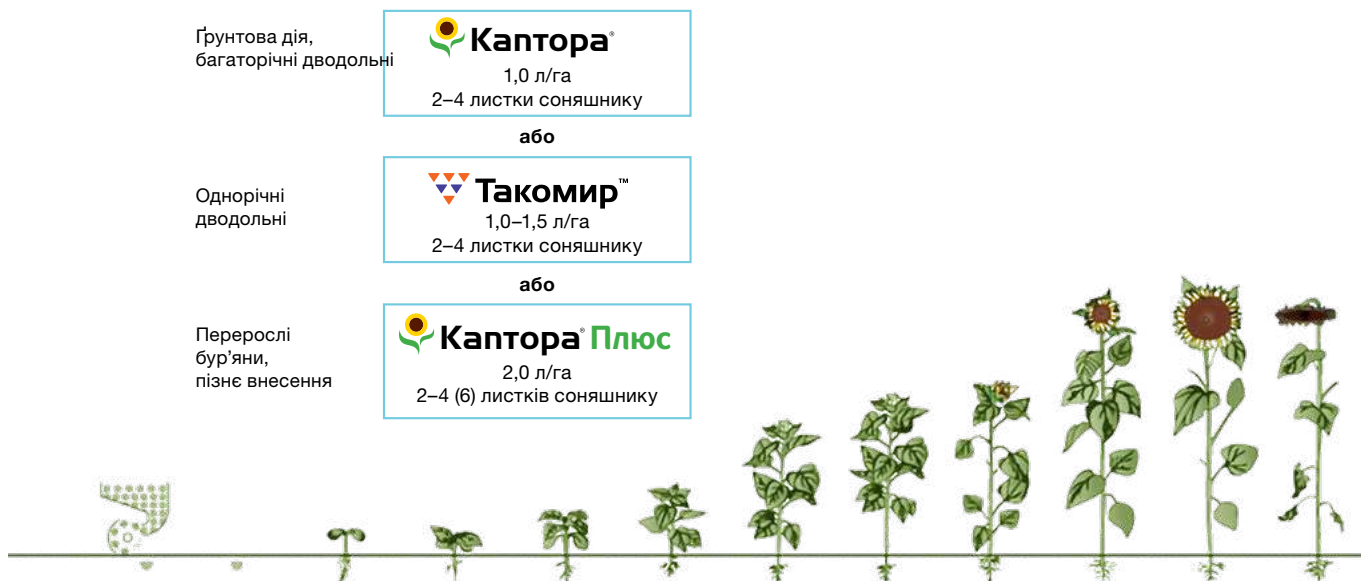 Ґрунтова дія,
багаторічні дводольні
Каптора®
1,0 л/га
2–4 листки соняшнику
або
Однорічні
дводольні
Такомир™
1,0–1,5 л/га
2–4 листки соняшнику
або
Перерослі
бур’яни,
пізнє внесення
Каптора® Плюс
2,0 л/га
2–4 (6) листків соняшнику